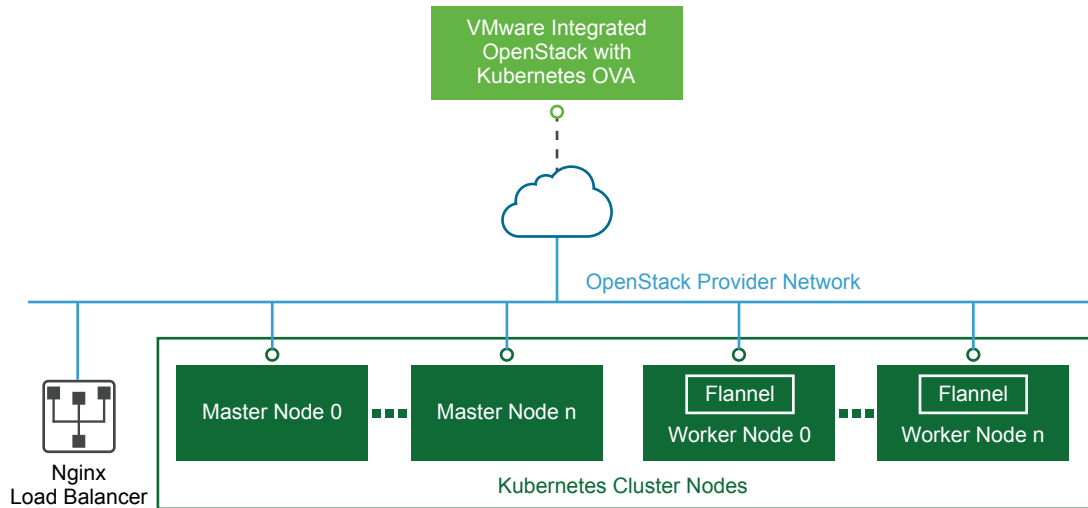 VMware Integrated
OpenStack with
Kubernetes OVA
OpenStack Provider Network
Master Node 0
Master Node n
Flannel
Worker Node 0
Flannel
Worker Node n
Nginx
Load Balancer
Kubernetes Cluster Nodes